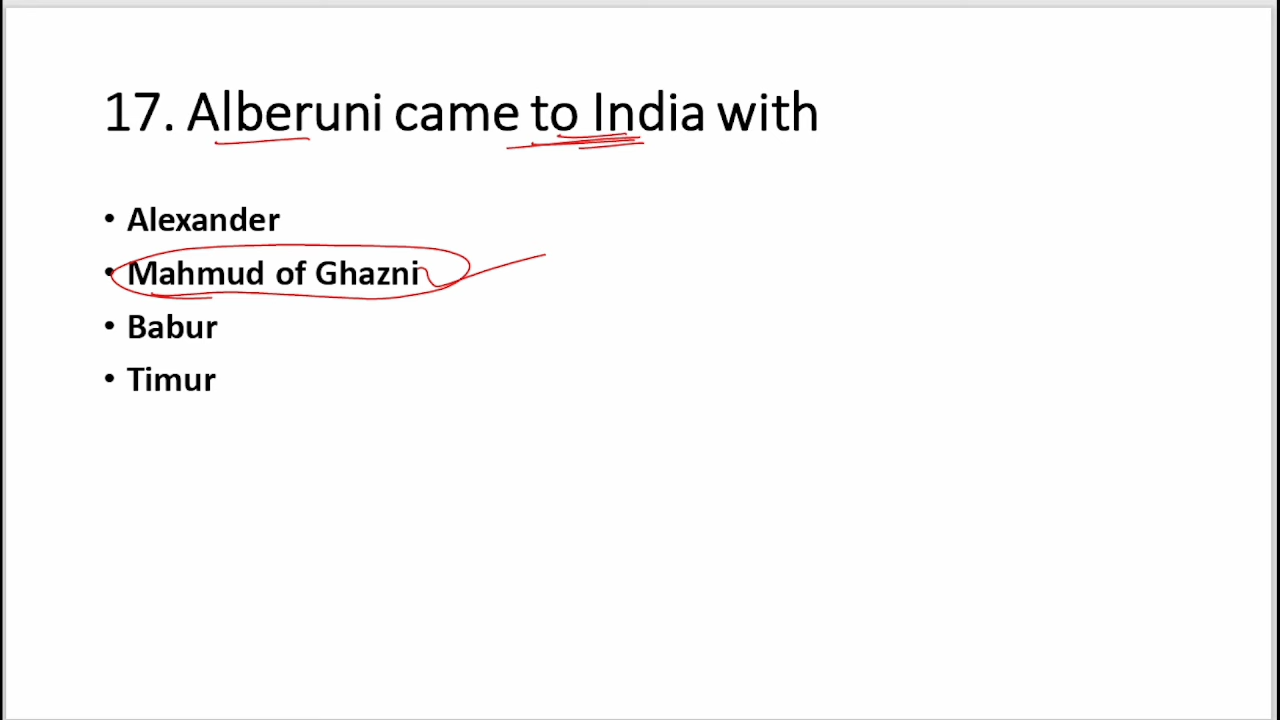 17. Alberuni came to India with
• Alexander
• Mahmud of Ghazni
• Babur
• Timur